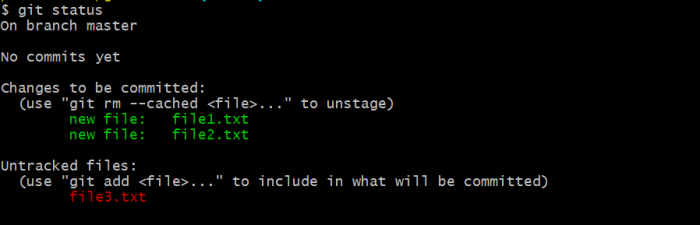 $ git status
On branch master
No commits yet
Changes to be committed:
(use "git rm --cached <file>..." to unstage)
new file: file1.txt
new file: file2.txt
Untracked files:
(use "git add <file>..." to include in what will be committed)
file3.txt